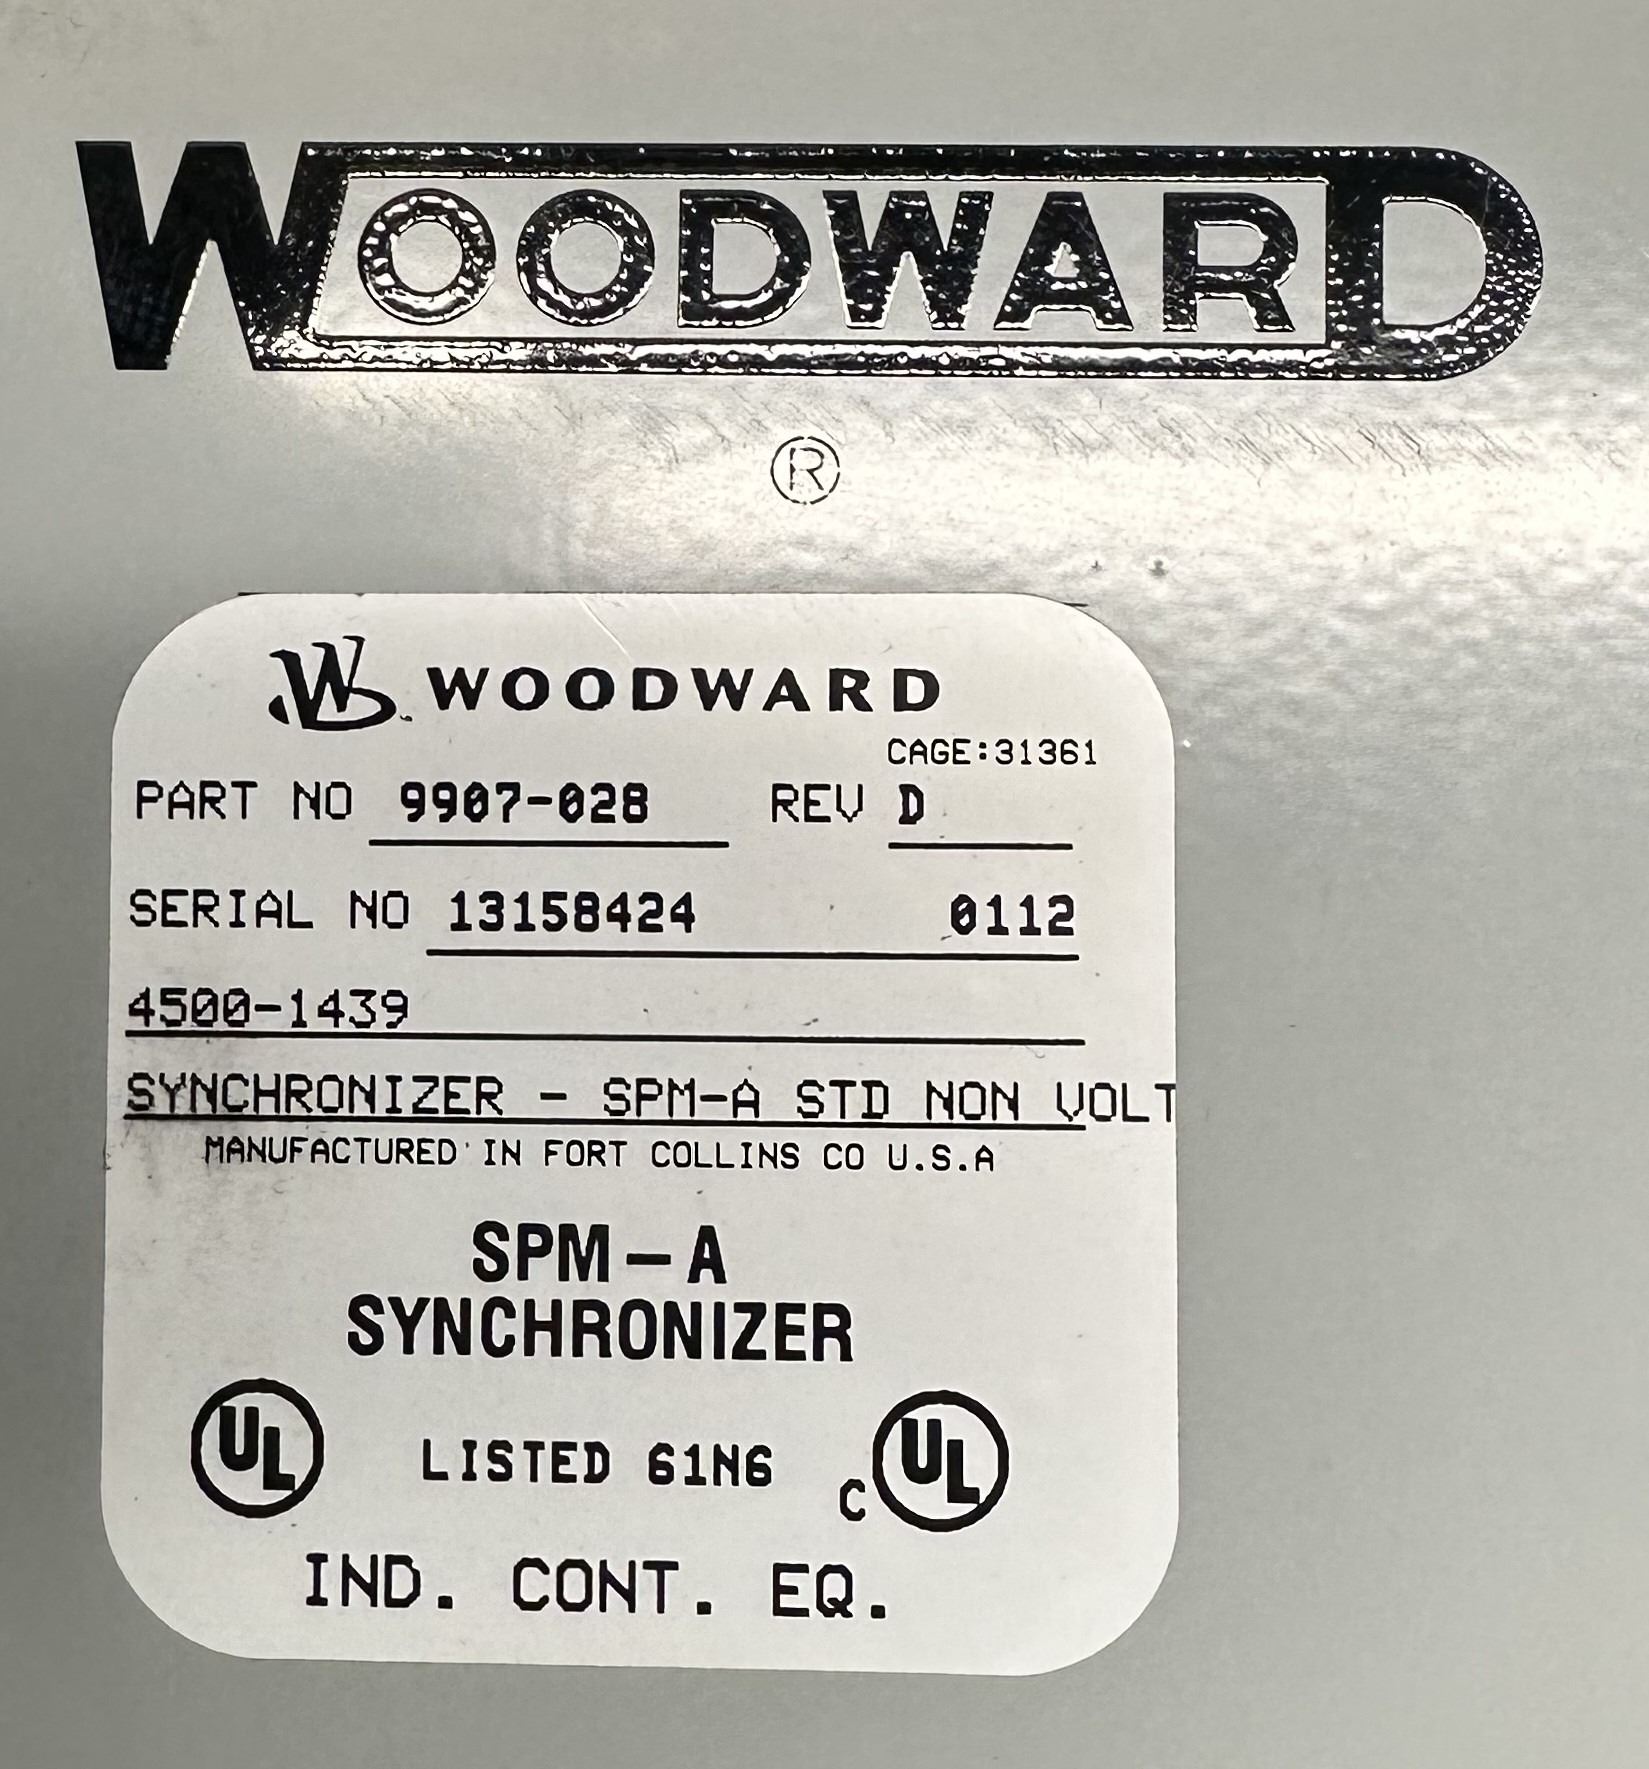 WOODWARD
®
W WOODWARD
CAGE:31361
PART NO 9907-028 REV D
SERIAL NO 13158424 0112
4500-1439
SYNCHRONIZER - SPM-A STD NON VOLT
MANUFACTURED IN FORT COLLINS CO U.S.A
SPM-A
SYNCHRONIZER
UL LISTED 61N6 C UL
IND. CONT. EQ.